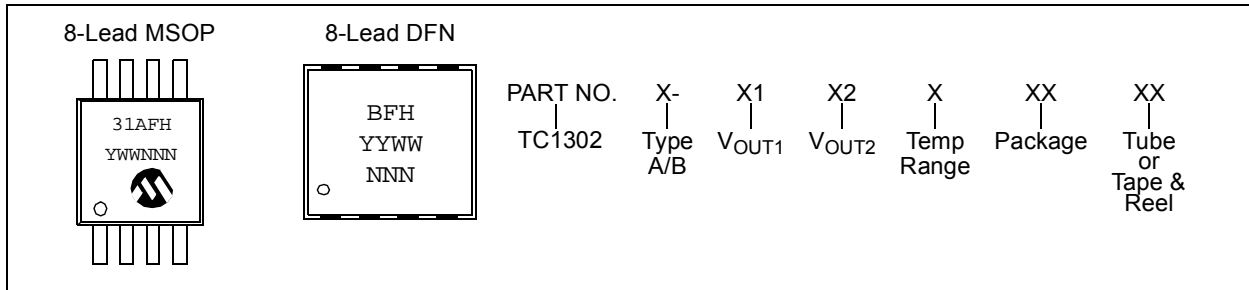 8-Lead MSOP
31AFH
YWWNNN
8-Lead DFN
BFH
YYWW
NNN
PART NO. X- X1 X2 X XX XX
TC1302 Type A/B VOUT1 VOUT2 Temp Range Package Tube or Tape & Reel